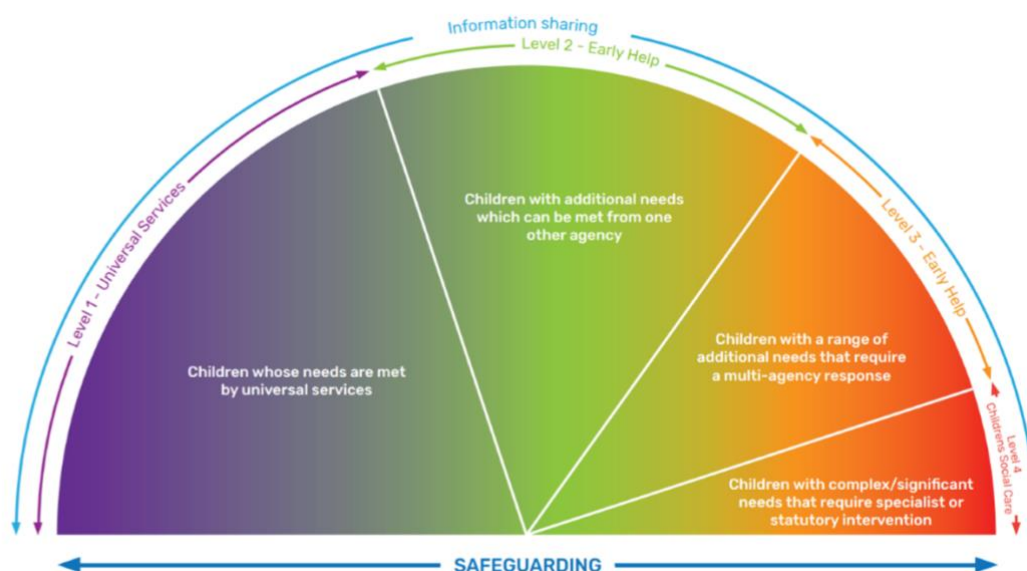 Information sharing
Level 2 - Early Help
Level 1 - Universal Services
Level 3 - Early Help
Level 4
Childrens Social Care
Children with additional needs
which can be met from one
other agency
Children whose needs are met
by universal services
Children with a range of
additional needs that require
a multi-agency response
Children with complex/significant
needs that require specialist or
statutory intervention
SAFEGUARDING